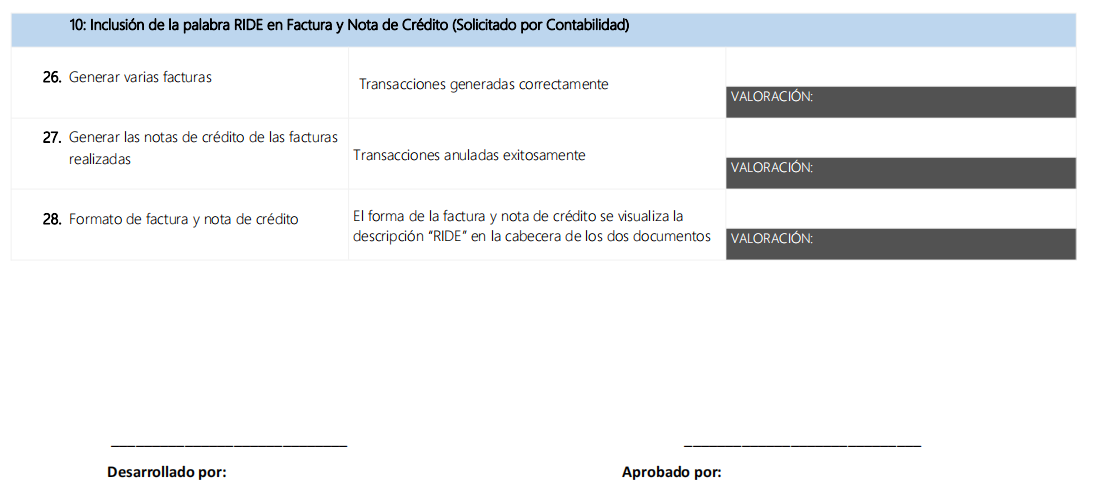 10: Inclusión de la palabra RIDE en Factura y Nota de Crédito (Solicitado por Contabilidad)
26. Generar varias facturas
Transacciones generadas correctamente
VALORACIÓN:
27. Generar las notas de crédito de las facturas
realizadas
Transacciones anuladas exitosamente
VALORACIÓN:
28. Formato de factura y nota de crédito
El forma de la factura y nota de crédito se visualiza la
descripción “RIDE” en la cabecera de los dos documentos
VALORACIÓN:
Desarrollado por:
Aprobado por: